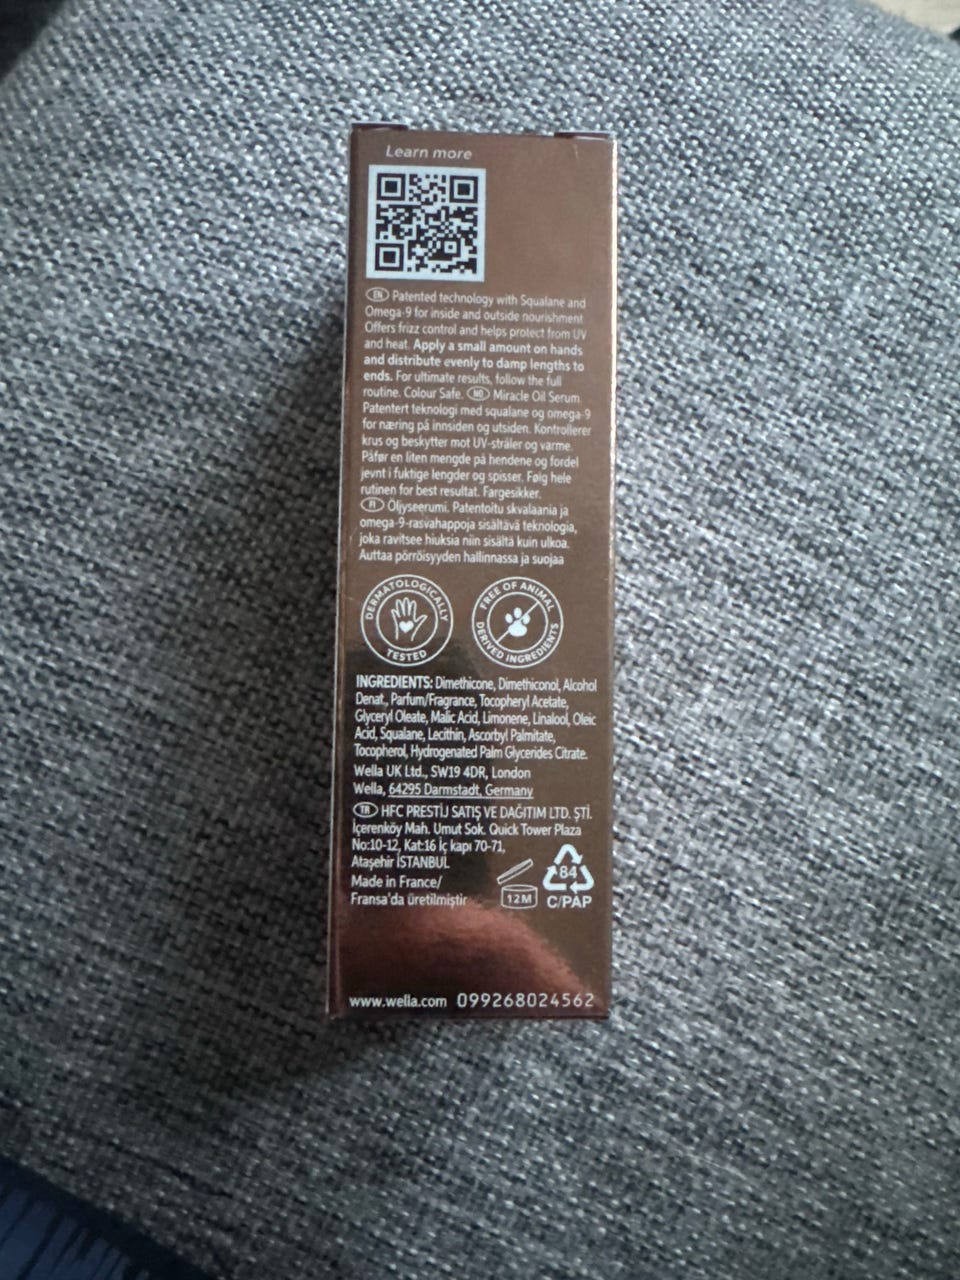 Learn more
EN Patented technology with Squalane and
Omega-9 for inside and outside nourishment.
Offers frizz control and helps protect from UV
and heat. Apply a small amount on hands
and distribute evenly to damp lengths to
ends. For ultimate results, follow the full
routine. Colour Safe. NO Miracle Oil Serum.
Patentert teknologi med squalane og omega-9
for næring på innsiden og utsiden. Kontrollerer
krus og beskytter mot UV-stråler og varme.
Påfør en liten mengde på hendene og fordel
jevnt i fuktige lengder og spisser. Følg hele
rutinen for best resultat. Fargesikker.
FI Öljyseerumi. Patentoitu skvalaania ja
omega-9-rasvahappoja sisältävä teknologia,
joka ravitsee hiuksia niin sisältä kuin ulkoa.
Auttaa pörröisyyden hallinnassa ja suojaa
DERMATOLOGICALLY TESTED
FREE OF ANIMAL DERIVED INGREDIENTS
INGREDIENTS: Dimethicone, Dimethiconol, Alcohol
Denat., Parfum/Fragrance, Tocopheryl Acetate,
Glyceryl Oleate, Malic Acid, Limonene, Linalool, Oleic
Acid, Squalane, Lecithin, Ascorbyl Palmitate,
Tocopherol, Hydrogenated Palm Glycerides Citrate.
Wella UK Ltd., SW19 4DR, London
Wella, 64295 Darmstadt, Germany
TR HFC PRESTİJ SATIŞ VE DAĞITIM LTD. ŞTİ.
İçerenköy Mah. Umut Sok. Quick Tower Plaza
No:10-12, Kat:16 İç kapı 70-71,
Ataşehir İSTANBUL
Made in France/
Fransa'da üretilmiştir
12M
84
C/PAP
www.wella.com 099268024562